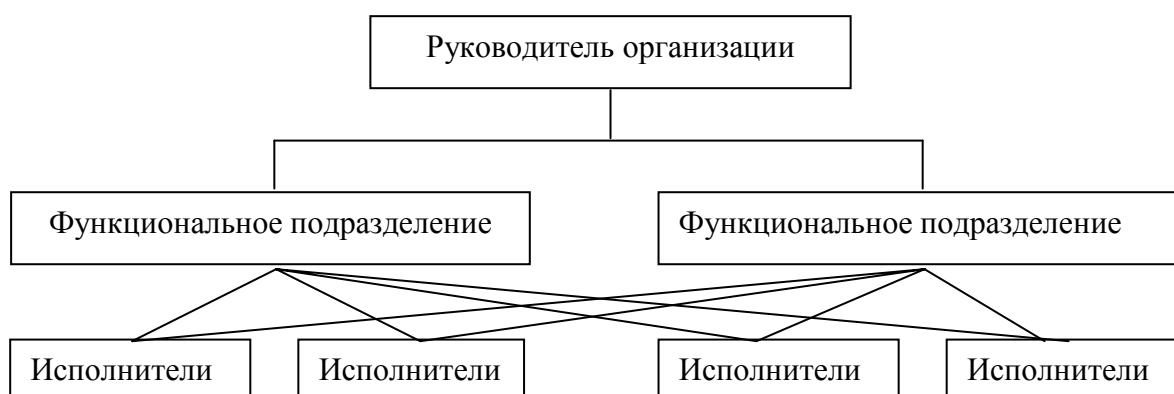 Руководитель организации
Функциональное подразделение
Функциональное подразделение
Исполнители
Исполнители
Исполнители
Исполнители